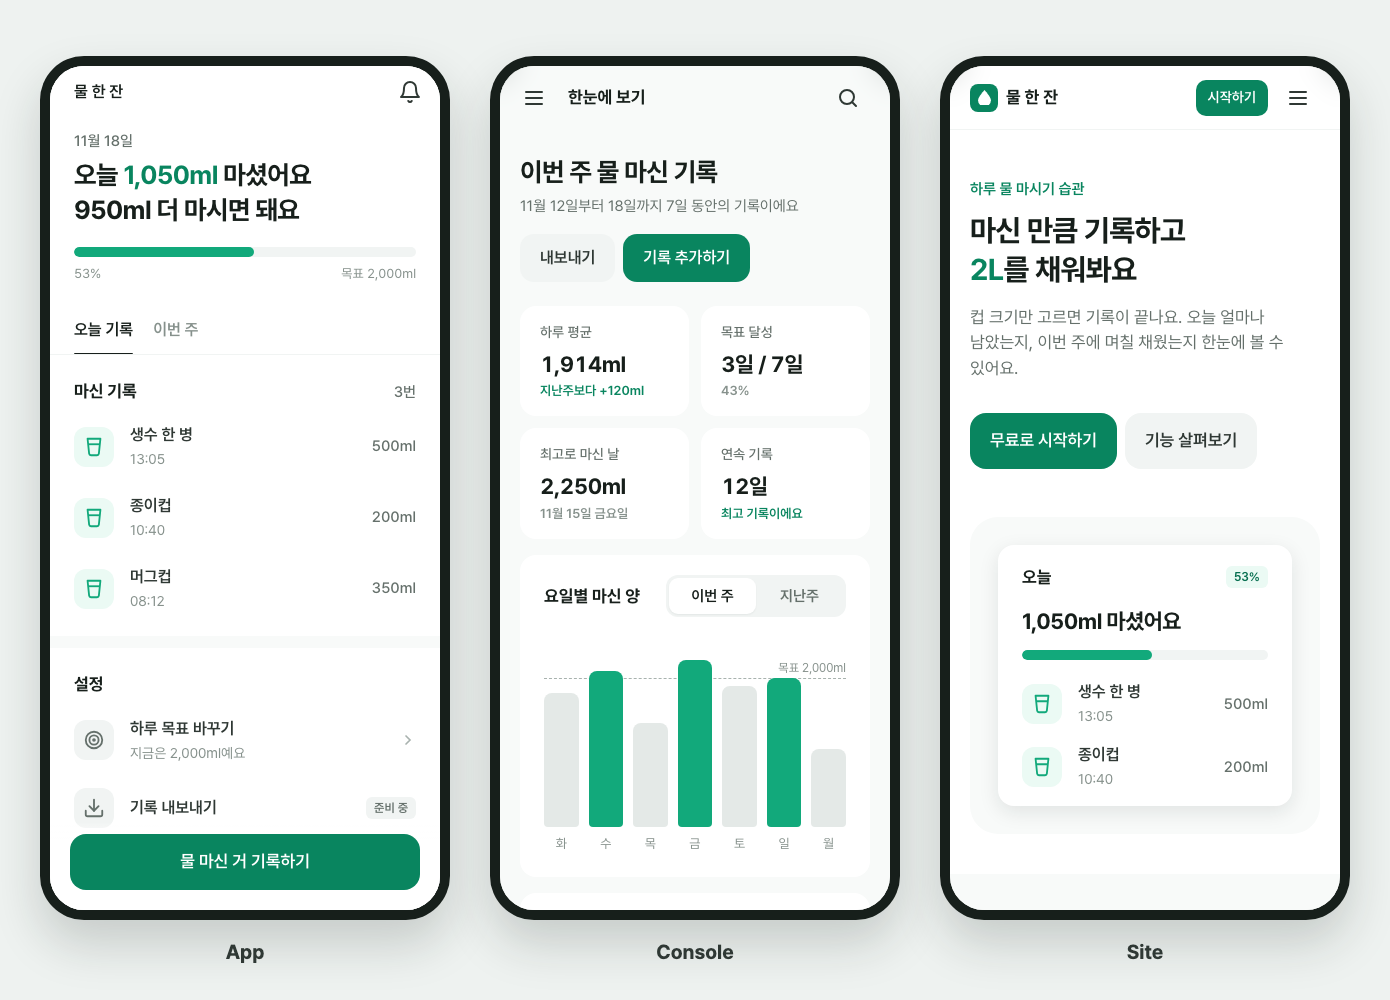 물 한 잔
11월 18일
오늘 1,050ml 마셨어요
950ml 더 마시면 돼요
53%
목표 2,000ml
오늘 기록
이번 주
마신 기록
3번
생수 한 병
13:05
500ml
종이컵
10:40
200ml
머그컵
08:12
350ml
설정
하루 목표 바꾸기
지금은 2,000ml예요
기록 내보내기
준비 중
물 마신 거 기록하기
App
한눈에 보기
이번 주 물 마신 기록
11월 12일부터 18일까지 7일 동안의 기록이에요
내보내기
기록 추가하기
하루 평균
1,914ml
지난주보다 +120ml
목표 달성
3일 / 7일
43%
최고로 마신 날
2,250ml
11월 15일 금요일
연속 기록
12일
최고 기록이에요
요일별 마신 양
이번 주
지난주
목표 2,000ml
화
수
목
금
토
일
월
Console
물 한 잔
시작하기
하루 물 마시기 습관
마신 만큼 기록하고
2L를 채워봐요
컵 크기만 고르면 기록이 끝나요. 오늘 얼마나
남았는지, 이번 주에 며칠 채웠는지 한눈에 볼 수
있어요.
무료로 시작하기
기능 살펴보기
오늘
53%
1,050ml 마셨어요
생수 한 병
13:05
500ml
종이컵
10:40
200ml
Site